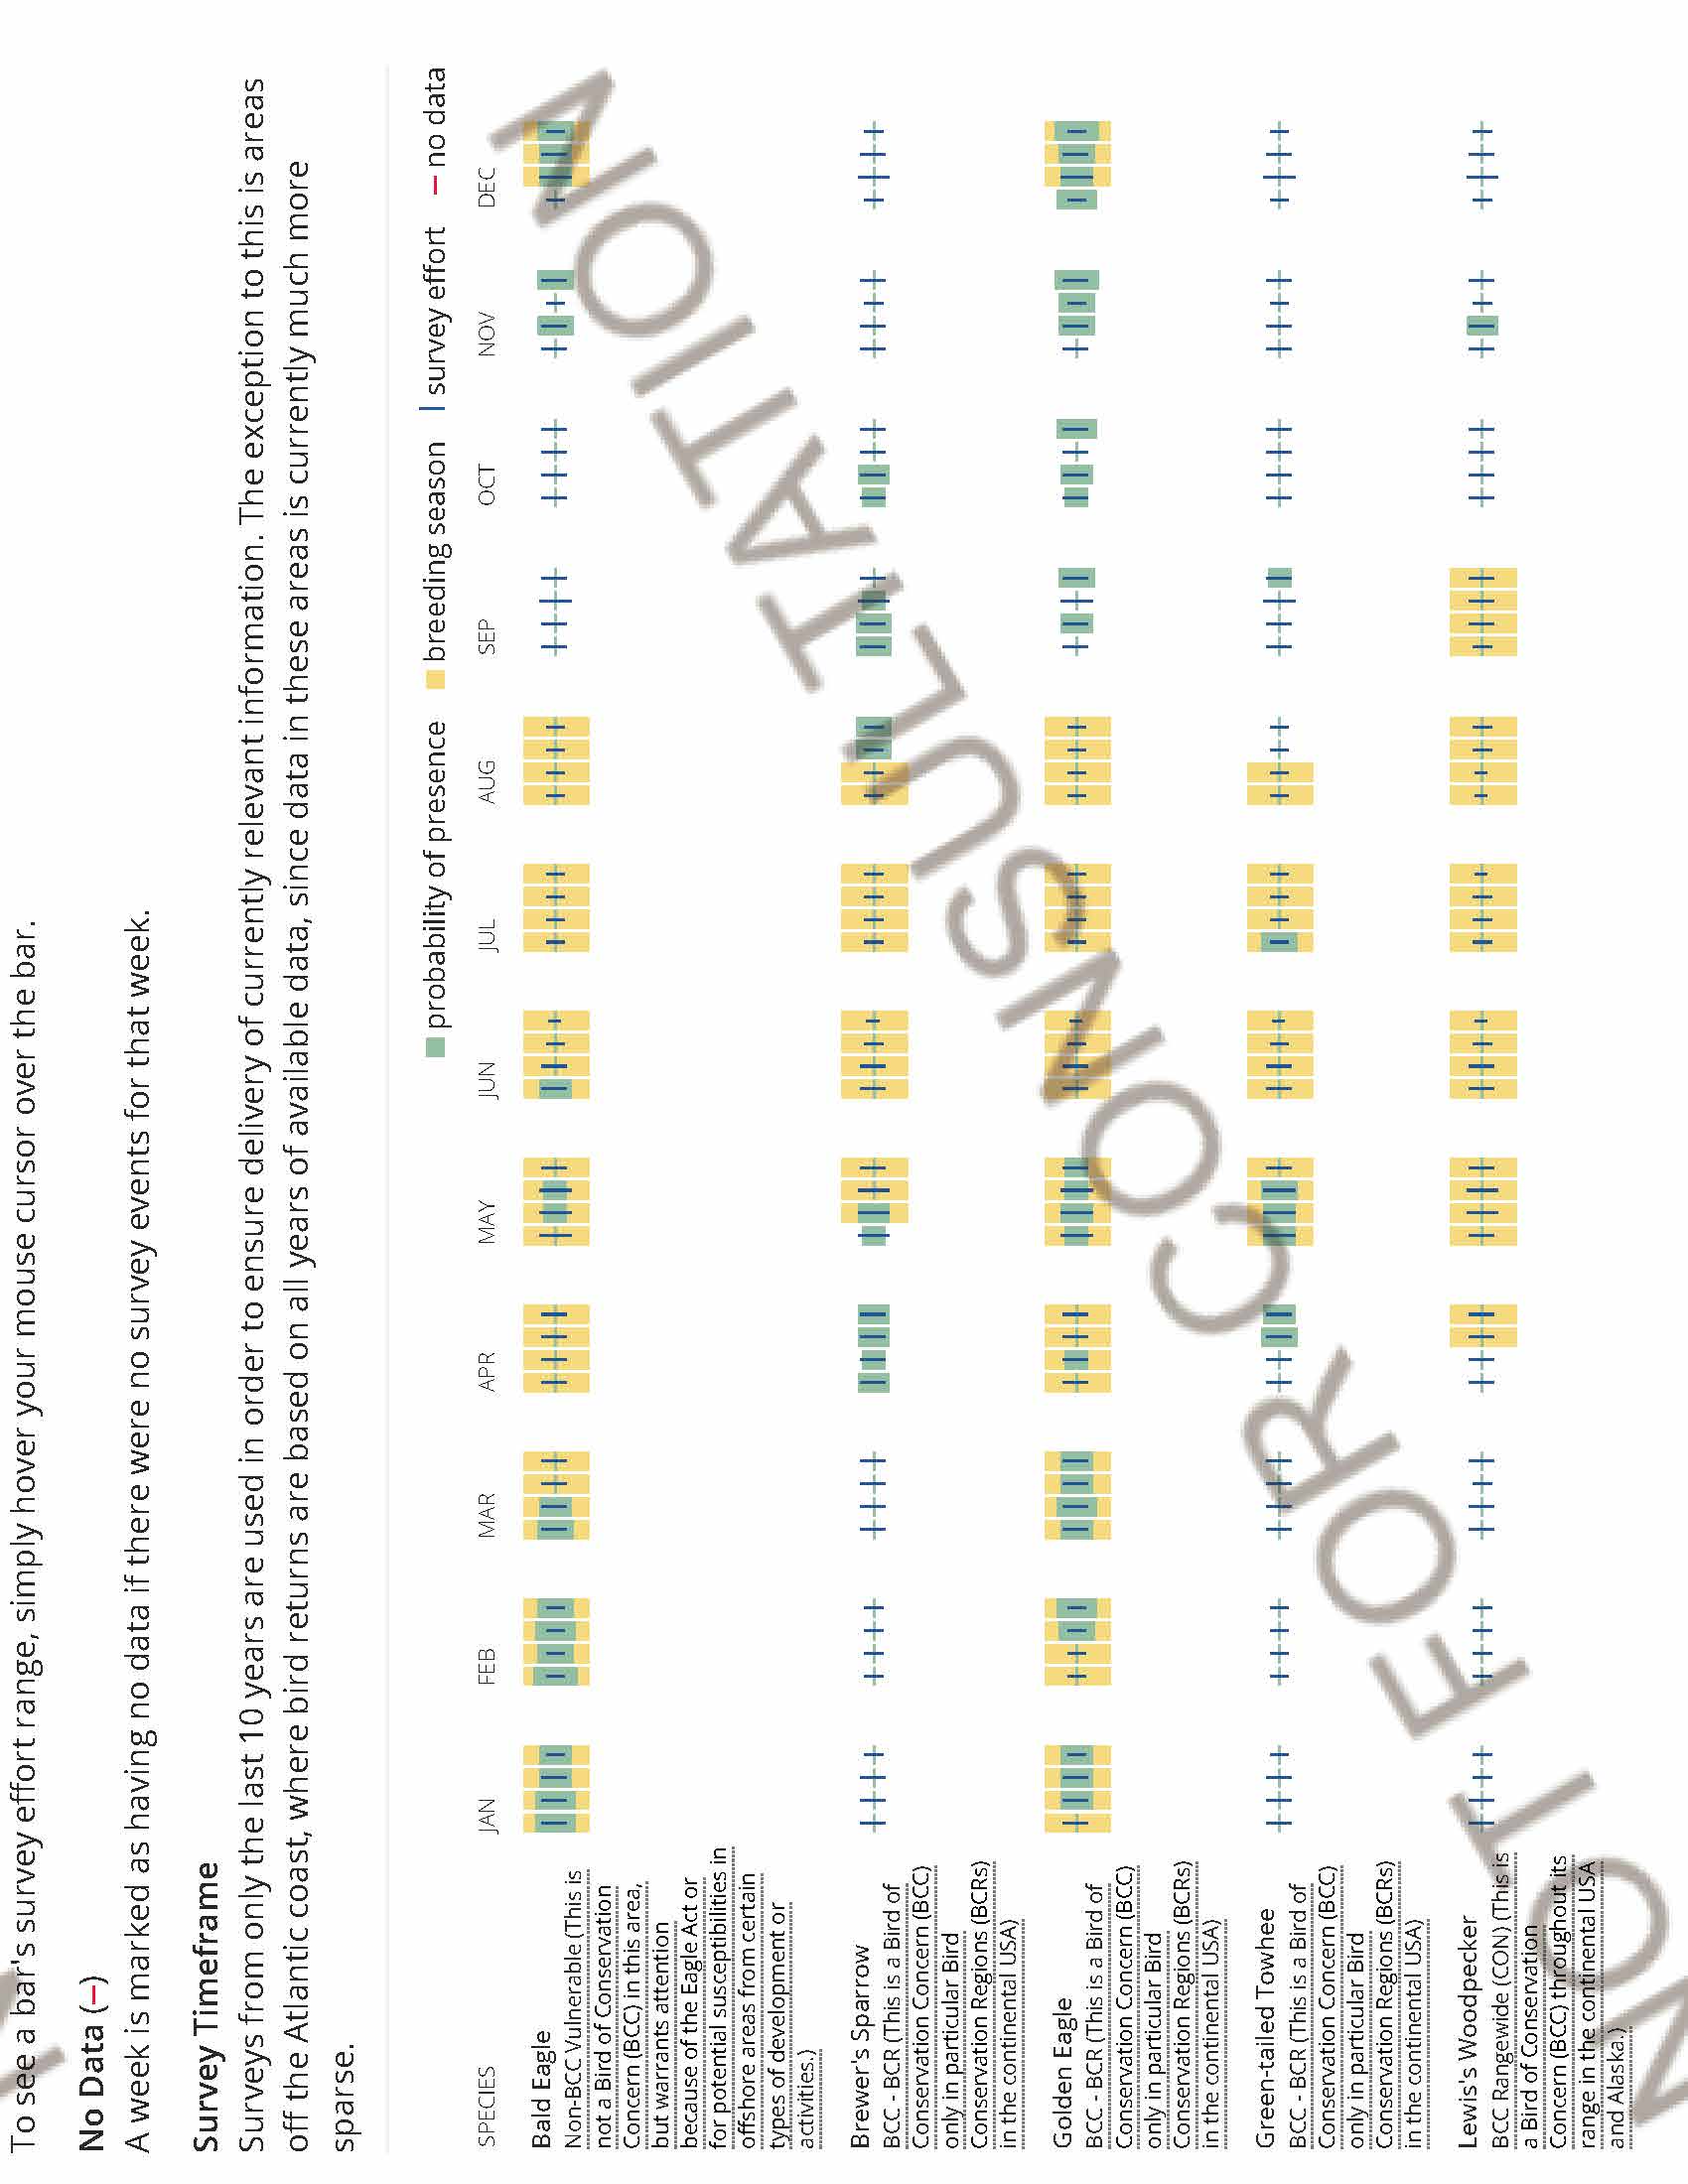 To see a bar's survey effort range, simply hover your mouse cursor over the bar.
No Data (–)
A week is marked as having no data if there were no survey events for that week.
Survey Timeframe
Surveys from only the last 10 years are used in order to ensure delivery of currently relevant information. The exception to this is areas
off the Atlantic coast, where bird returns are based on all years of available data, since data in these areas is currently much more
sparse.
probability of presence breeding season survey effort no data
SPECIES JAN FEB MAR APR MAY JUN JUL AUG SEP OCT NOV DEC
Bald Eagle
Non-BCC Vulnerable (This is
not a Bird of Conservation
Concern (BCC) in this area,
but warrants attention
because of the Eagle Act or
for potential susceptibilities in
offshore areas from certain
types of development or
activities.)
Brewer's Sparrow
BCC - BCR (This is a Bird of
Conservation Concern (BCC)
only in particular Bird
Conservation Regions (BCRs)
in the continental USA)
Golden Eagle
BCC - BCR (This is a Bird of
Conservation Concern (BCC)
only in particular Bird
Conservation Regions (BCRs)
in the continental USA)
Green-tailed Towhee
BCC - BCR (This is a Bird of
Conservation Concern (BCC)
only in particular Bird
Conservation Regions (BCRs)
in the continental USA)
Lewis's Woodpecker
BCC Rangewide (CON) (This is
a Bird of Conservation
Concern (BCC) throughout its
range in the continental USA
and Alaska.)
NOT FOR CONSULTATION